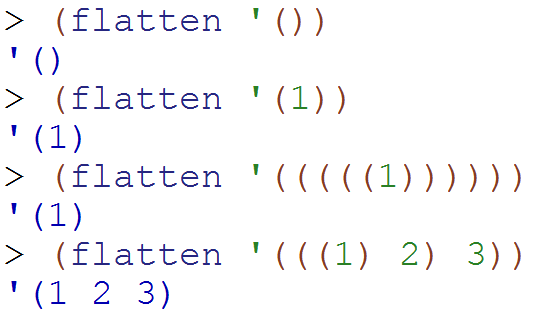 > (flatten '())
'()
> (flatten '(1))
'(1)
> (flatten '(((((1))))))
'(1)
> (flatten '(((1) 2) 3))
'(1 2 3)